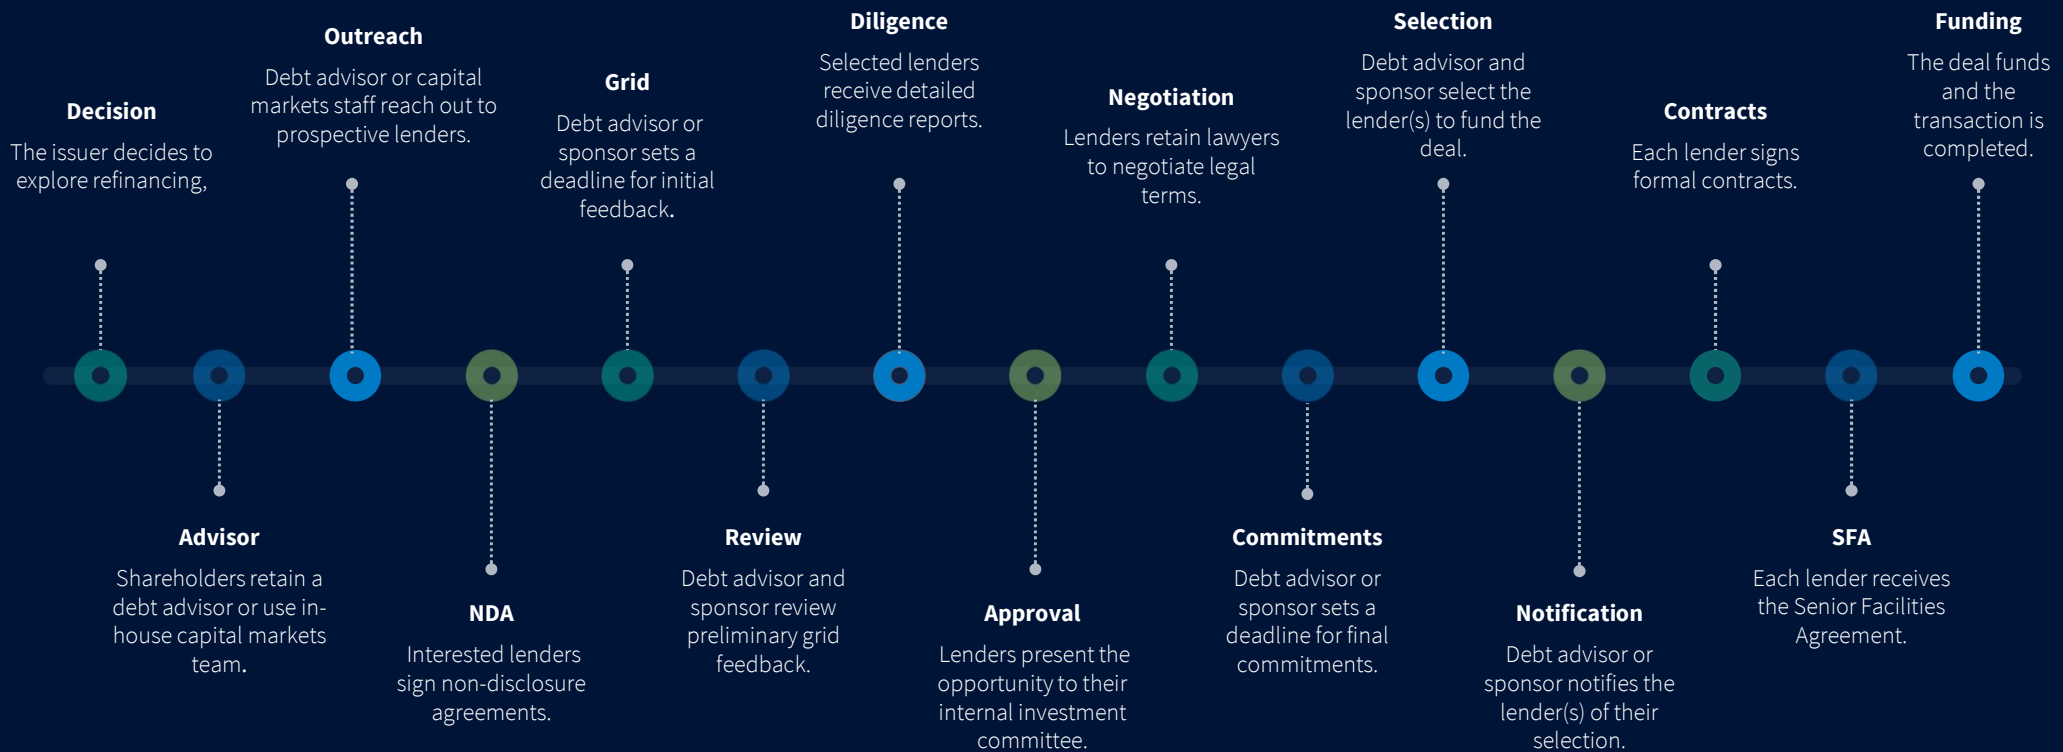 Decision
The issuer decides to
explore refinancing,
Advisor
Shareholders retain a
debt advisor or use in-
house capital markets
team.
Outreach
Debt advisor or capital
markets staff reach out to
prospective lenders.
NDA
Interested lenders
sign non-disclosure
agreements.
Grid
Debt advisor or
sponsor sets a
deadline for initial
feedback.
Review
Debt advisor and
sponsor review
preliminary grid
feedback.
Diligence
Selected lenders
receive detailed
diligence reports.
Approval
Lenders present the
opportunity to their
internal investment
committee.
Negotiation
Lenders retain lawyers
to negotiate legal
terms.
Commitments
Debt advisor or
sponsor sets a
deadline for final
commitments.
Selection
Debt advisor and
sponsor select the
lender(s) to fund the
deal.
Notification
Debt advisor or
sponsor notifies the
lender(s) of their
selection.
Contracts
Each lender signs
formal contracts.
SFA
Each lender receives
the Senior Facilities
Agreement.
Funding
The deal funds
and the
transaction is
completed.